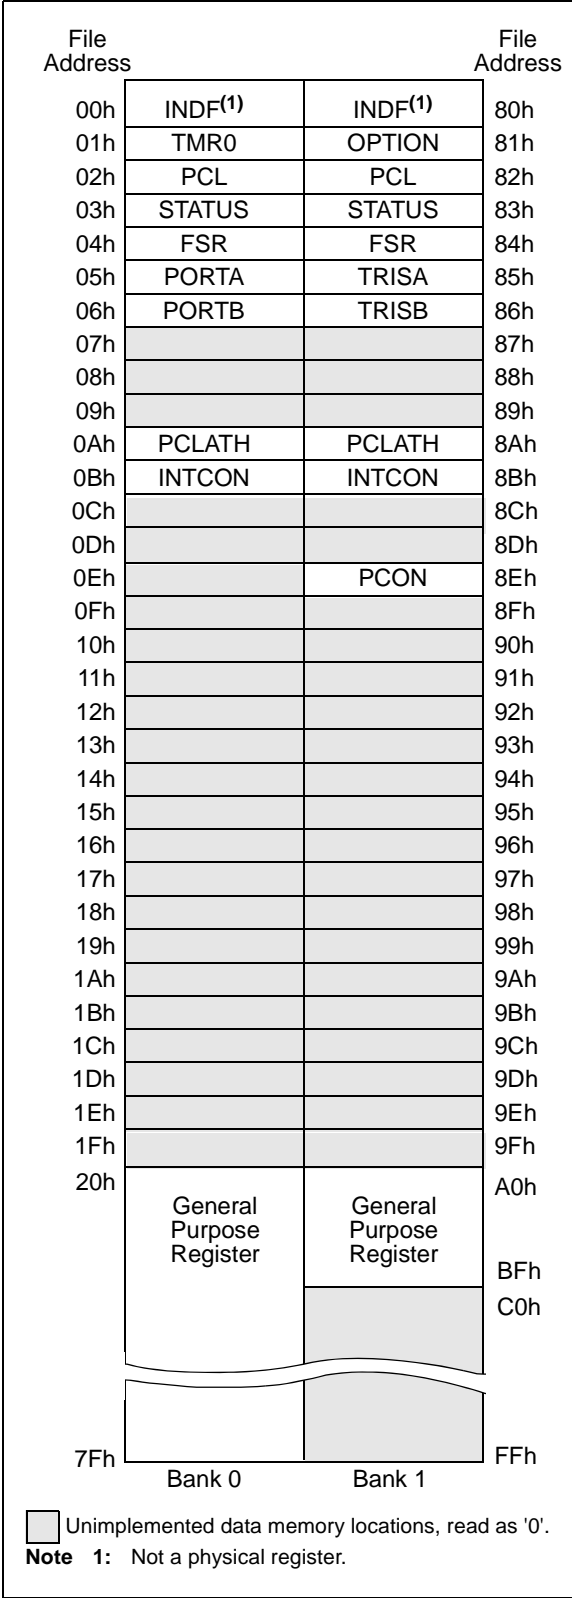 File Address File Address
00h INDF(1) INDF(1) 80h
01h TMR0 OPTION 81h
02h PCL PCL 82h
03h STATUS STATUS 83h
04h FSR FSR 84h
05h PORTA TRISA 85h
06h PORTB TRISB 86h
07h 87h
08h 88h
09h 89h
0Ah PCLATH PCLATH 8Ah
0Bh INTCON INTCON 8Bh
0Ch 8Ch
0Dh 8Dh
0Eh PCON 8Eh
0Fh 8Fh
10h 90h
11h 91h
12h 92h
13h 93h
14h 94h
15h 95h
16h 96h
17h 97h
18h 98h
19h 99h
1Ah 9Ah
1Bh 9Bh
1Ch 9Ch
1Dh 9Dh
1Eh 9Eh
1Fh 9Fh
20h A0h
General General
Purpose Purpose
Register Register
BFh
C0h
7Fh FFh
Bank 0 Bank 1
Unimplemented data memory locations, read as '0'.
Note 1: Not a physical register.